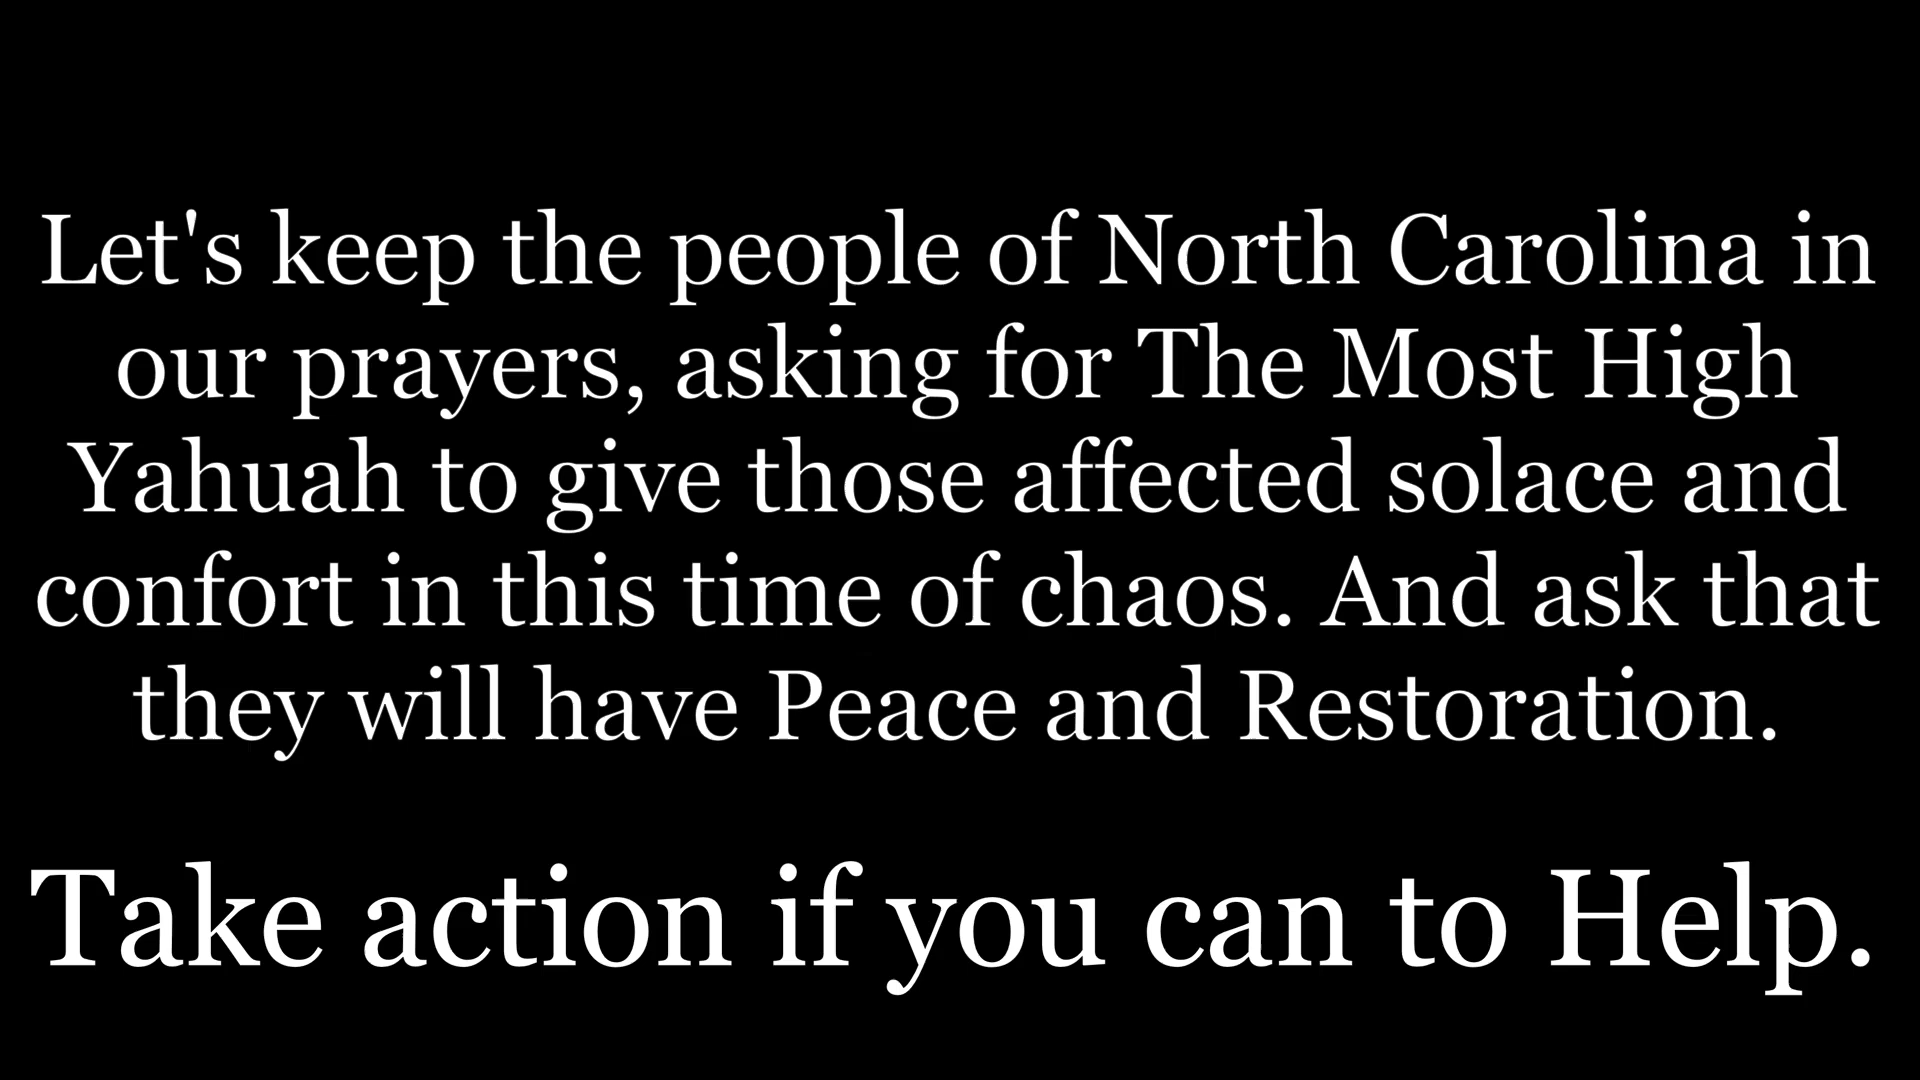 Let's keep the people of North Carolina in
our prayers, asking for The Most High
Yahuah to give those affected solace and
confort in this time of chaos. And ask that
they will have Peace and Restoration.
Take action if you can to Help.